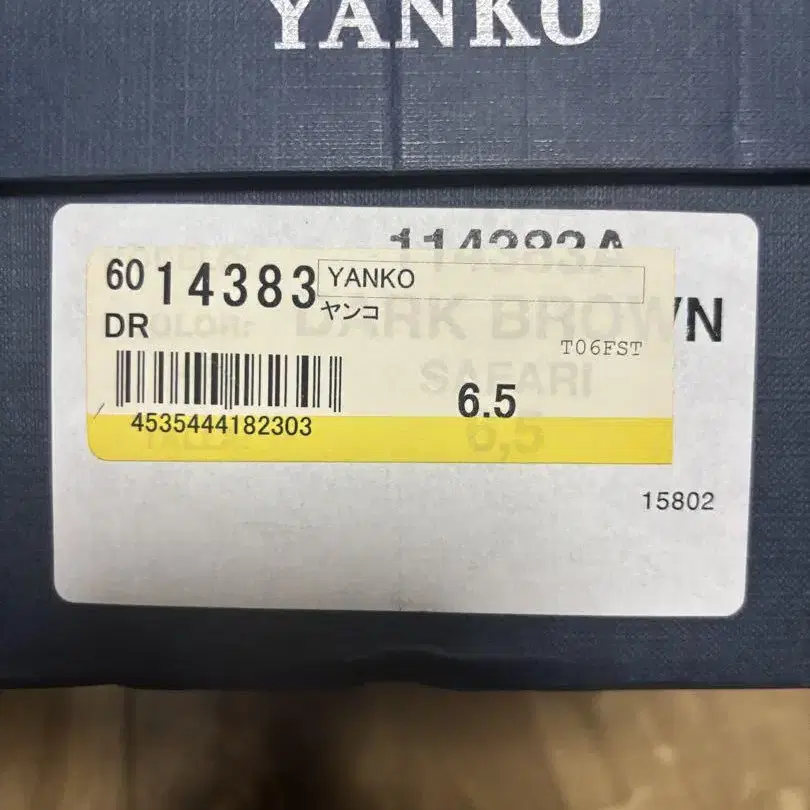 YANKO
114383A
60 14383 YANKO
DR ヤンコ
COLOR: DARK BROWN
T06FST
SAFARI
6.5
6,5
4535444182303
15802